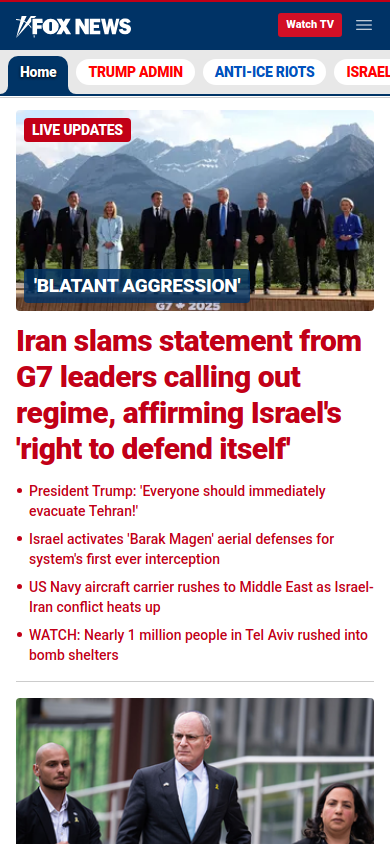 FOX NEWS
Watch TV
Home
TRUMP ADMIN
ANTI-ICE RIOTS
ISRAEL
LIVE UPDATES
'BLATANT AGGRESSION'
G7 2025
Iran slams statement from
G7 leaders calling out
regime, affirming Israel's
'right to defend itself'
• President Trump: 'Everyone should immediately
evacuate Tehran!'
• Israel activates 'Barak Magen' aerial defenses for
system's first ever interception
• US Navy aircraft carrier rushes to Middle East as Israel-
Iran conflict heats up
• WATCH: Nearly 1 million people in Tel Aviv rushed into
bomb shelters